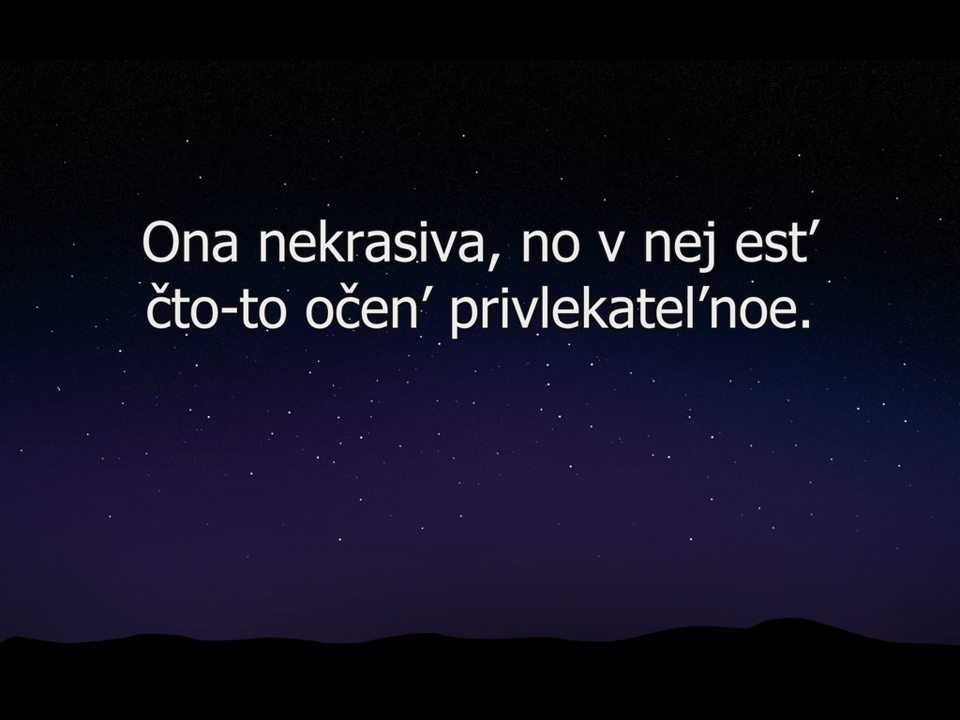 Ona nekrasiva, no v nej est’
čto-to očen’ privlekatel’noe.